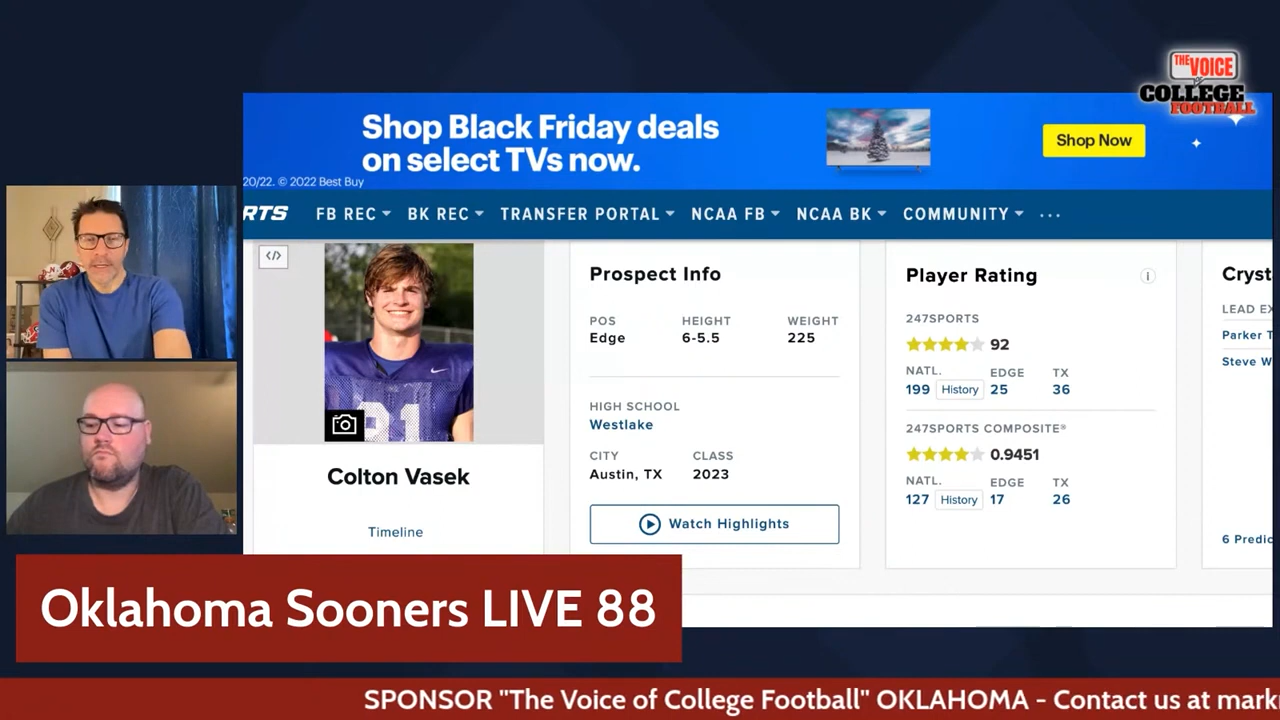 THE VOICE
OF
COLLEGE
FOOTBALL
Shop Black Friday deals
on select TVs now.
Shop Now
20/22. © 2022 Best Buy
RTS FB REC BK REC TRANSFER PORTAL NCAA FB NCAA BK COMMUNITY ...
</>
Colton Vasek
Timeline
Prospect Info
POS HEIGHT WEIGHT
Edge 6-5.5 225
HIGH SCHOOL
Westlake
CITY CLASS
Austin, TX 2023
Watch Highlights
Player Rating
247SPORTS
92
NATL. EDGE TX
199 History 25 36
247SPORTS COMPOSITE®
0.9451
NATL. EDGE TX
127 History 17 26
Cryst
LEAD EX
Parker T
Steve W
6 Predic
91
Oklahoma Sooners LIVE 88
SPONSOR "The Voice of College Football" OKLAHOMA - Contact us at mark